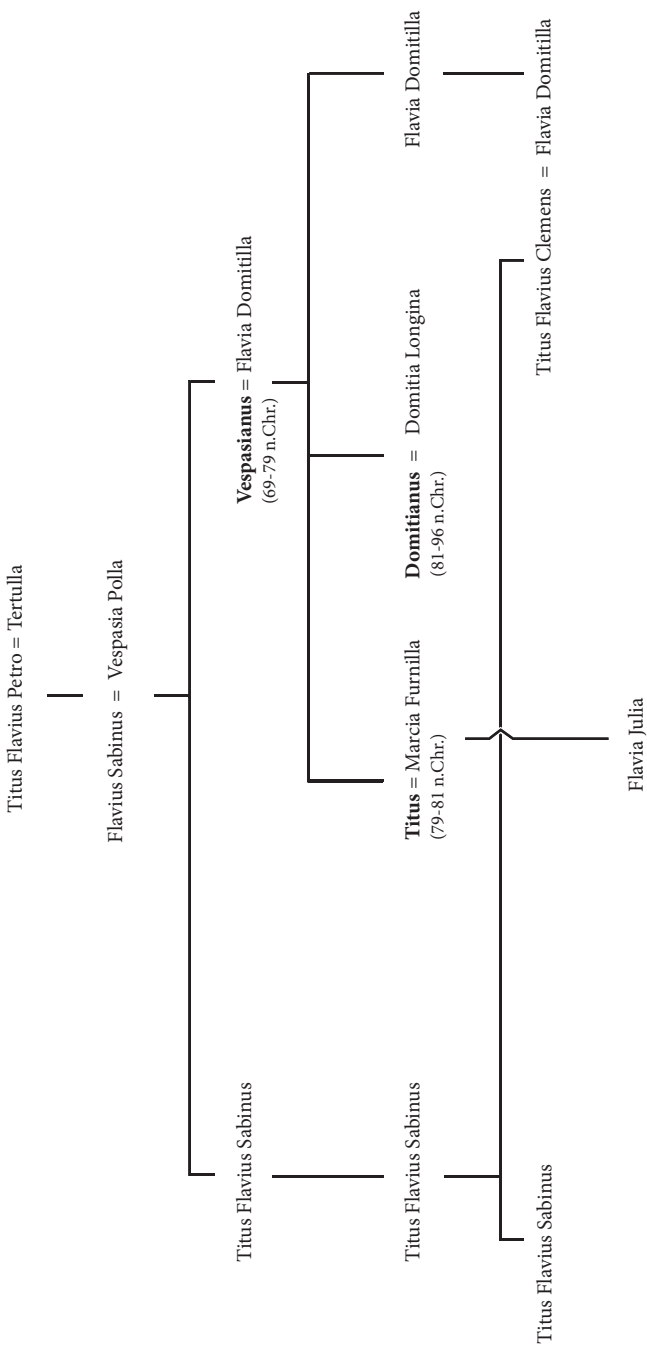 Titus Flavius Petro = Tertulla
Flavius Sabinus = Vespasia Polla
Titus Flavius Sabinus
Vespasianus = Flavia Domitilla
(69-79 n.Chr.)
Titus Flavius Sabinus
Titus = Marcia Furnilla
(79-81 n.Chr.)
Domitianus = Domitia Longina
(81-96 n.Chr.)
Flavia Domitilla
Titus Flavius Sabinus
Titus Flavius Clemens = Flavia Domitilla
Flavia Julia